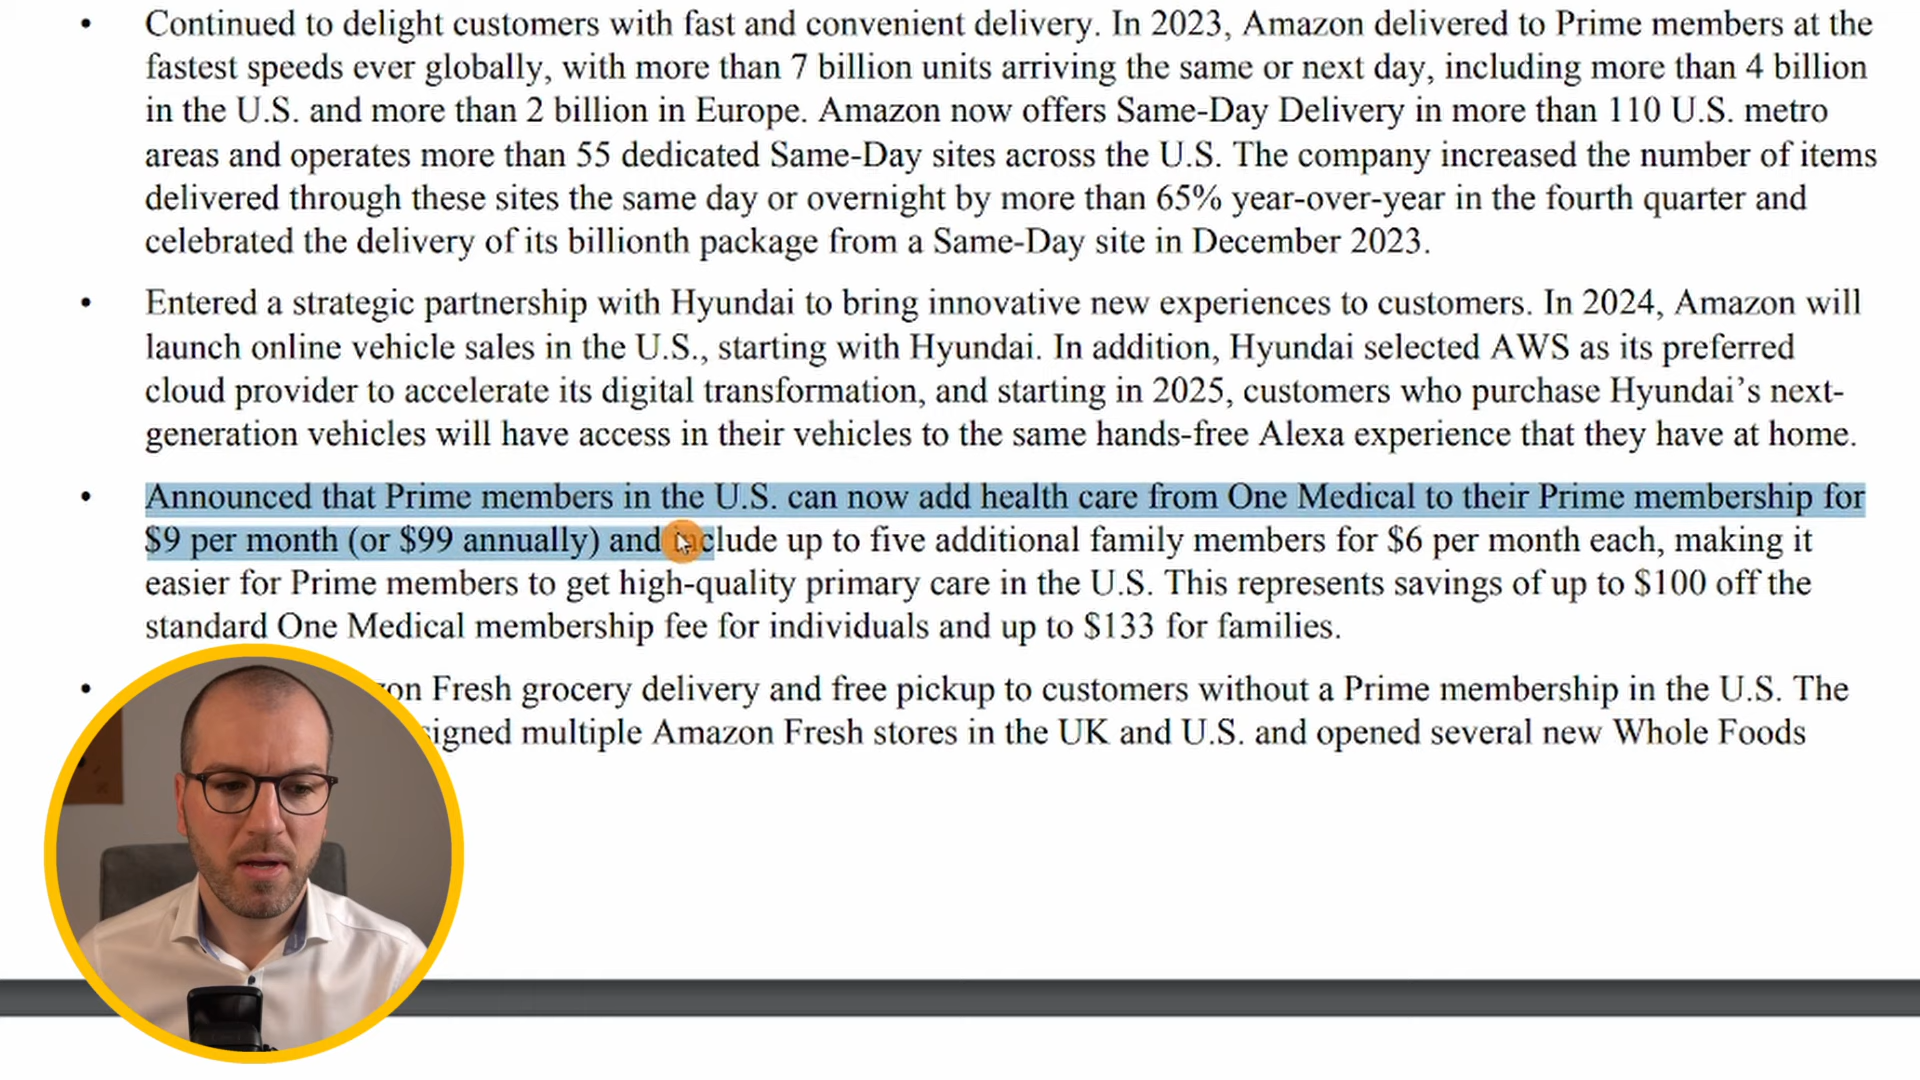 • Continued to delight customers with fast and convenient delivery. In 2023, Amazon delivered to Prime members at the
fastest speeds ever globally, with more than 7 billion units arriving the same or next day, including more than 4 billion
in the U.S. and more than 2 billion in Europe. Amazon now offers Same-Day Delivery in more than 110 U.S. metro
areas and operates more than 55 dedicated Same-Day sites across the U.S. The company increased the number of items
delivered through these sites the same day or overnight by more than 65% year-over-year in the fourth quarter and
celebrated the delivery of its billionth package from a Same-Day site in December 2023.
• Entered a strategic partnership with Hyundai to bring innovative new experiences to customers. In 2024, Amazon will
launch online vehicle sales in the U.S., starting with Hyundai. In addition, Hyundai selected AWS as its preferred
cloud provider to accelerate its digital transformation, and starting in 2025, customers who purchase Hyundai’s next-
generation vehicles will have access in their vehicles to the same hands-free Alexa experience that they have at home.
• Announced that Prime members in the U.S. can now add health care from One Medical to their Prime membership for
$9 per month (or $99 annually) and include up to five additional family members for $6 per month each, making it
easier for Prime members to get high-quality primary care in the U.S. This represents savings of up to $100 off the
standard One Medical membership fee for individuals and up to $133 for families.
• on Fresh grocery delivery and free pickup to customers without a Prime membership in the U.S. The
igned multiple Amazon Fresh stores in the UK and U.S. and opened several new Whole Foods